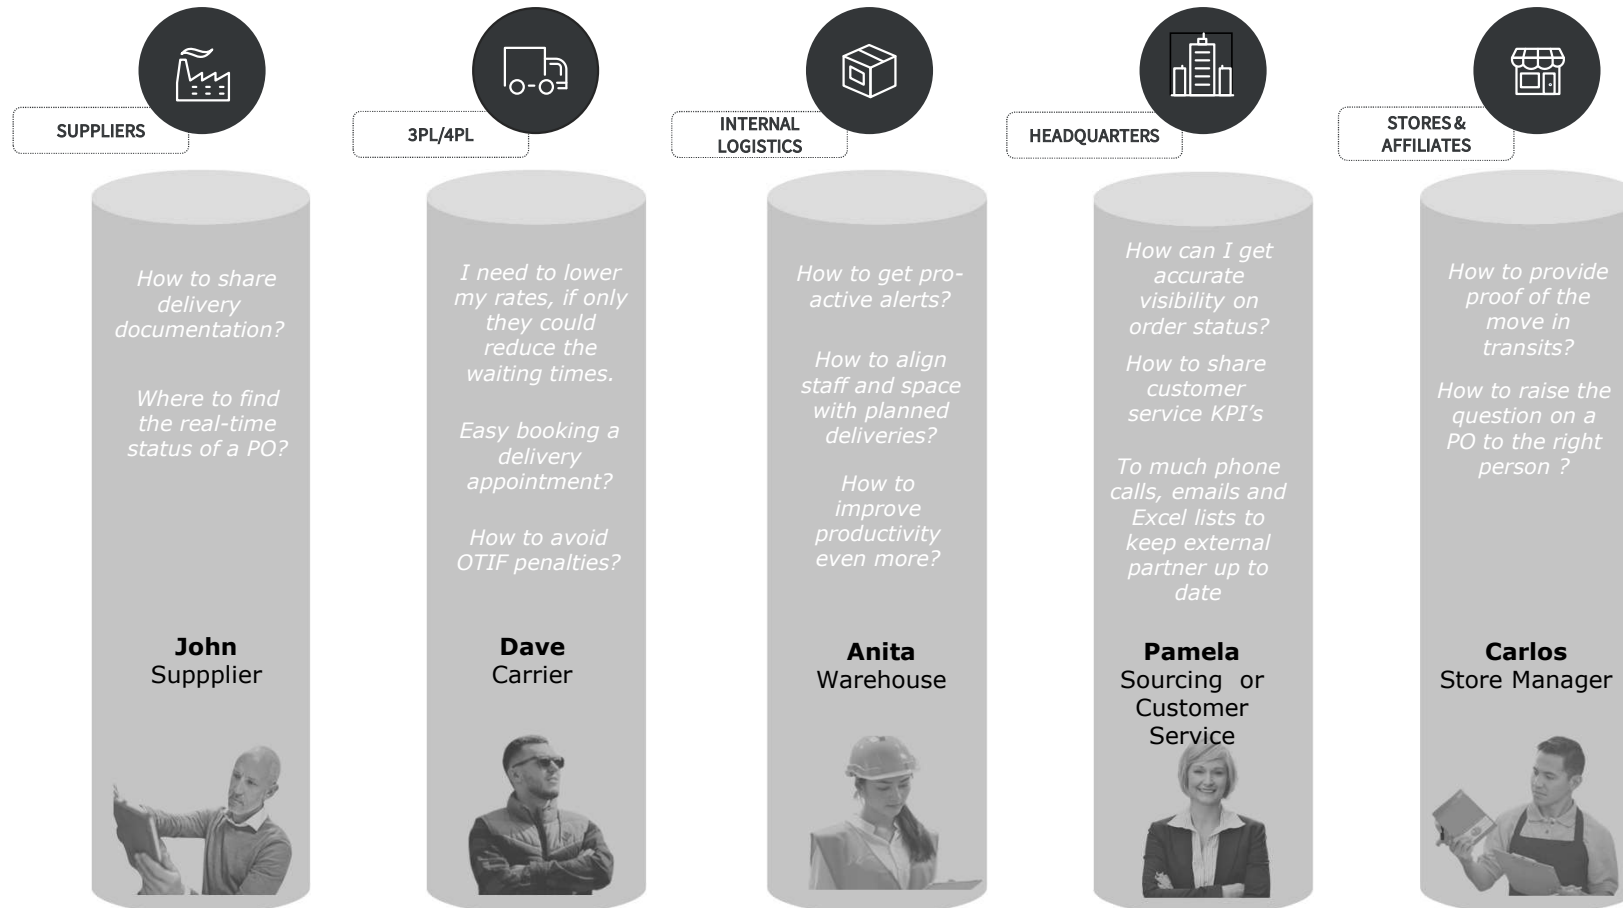 SUPPLIERS
3PL/4PL
INTERNAL
LOGISTICS
HEADQUARTERS
STORES &
AFFILIATES
How to share
delivery
documentation?
Where to find
the real-time
status of a PO?
John
Suppplier
I need to lower
my rates, if only
they could
reduce the
waiting times.
Easy booking a
delivery
appointment?
How to avoid
OTIF penalties?
Dave
Carrier
How to get pro-
active alerts?
How to align
staff and space
with planned
deliveries?
How to
improve
productivity
even more?
Anita
Warehouse
How can I get
accurate
visibility on
order status?
How to share
customer
service KPI’s
To much phone
calls, emails and
Excel lists to
keep external
partner up to
date
Pamela
Sourcing or
Customer
Service
How to provide
proof of the
move in
transits?
How to raise the
question on a
PO to the right
person ?
Carlos
Store Manager